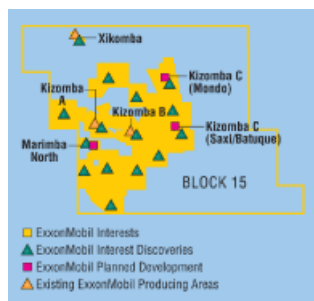 Xikomba
Kizomba C
(Mondo)
Kizomba
A
Kizomba B
Kizomba C
(Saxi/Batuque)
Marimba
North
BLOCK 15
ExxonMobil Interests
ExxonMobil Interest Discoveries
ExxonMobil Planned Development
Existing ExxonMobil Producing Areas